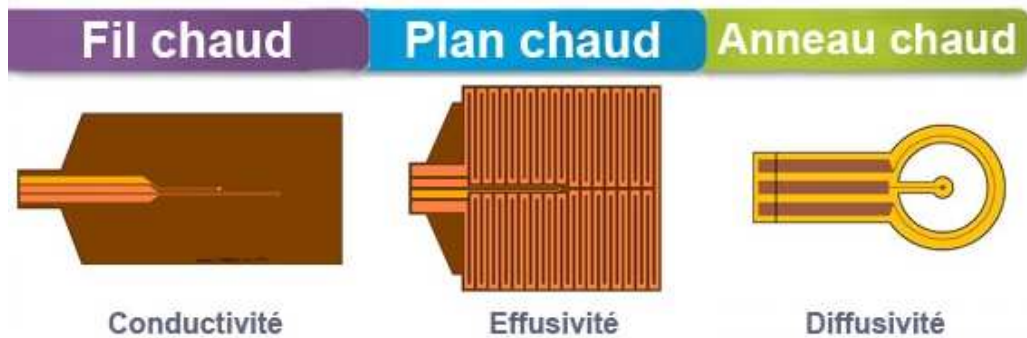 Fil chaud
Plan chaud
Anneau chaud
Conductivité
Effusivité
Diffusivité